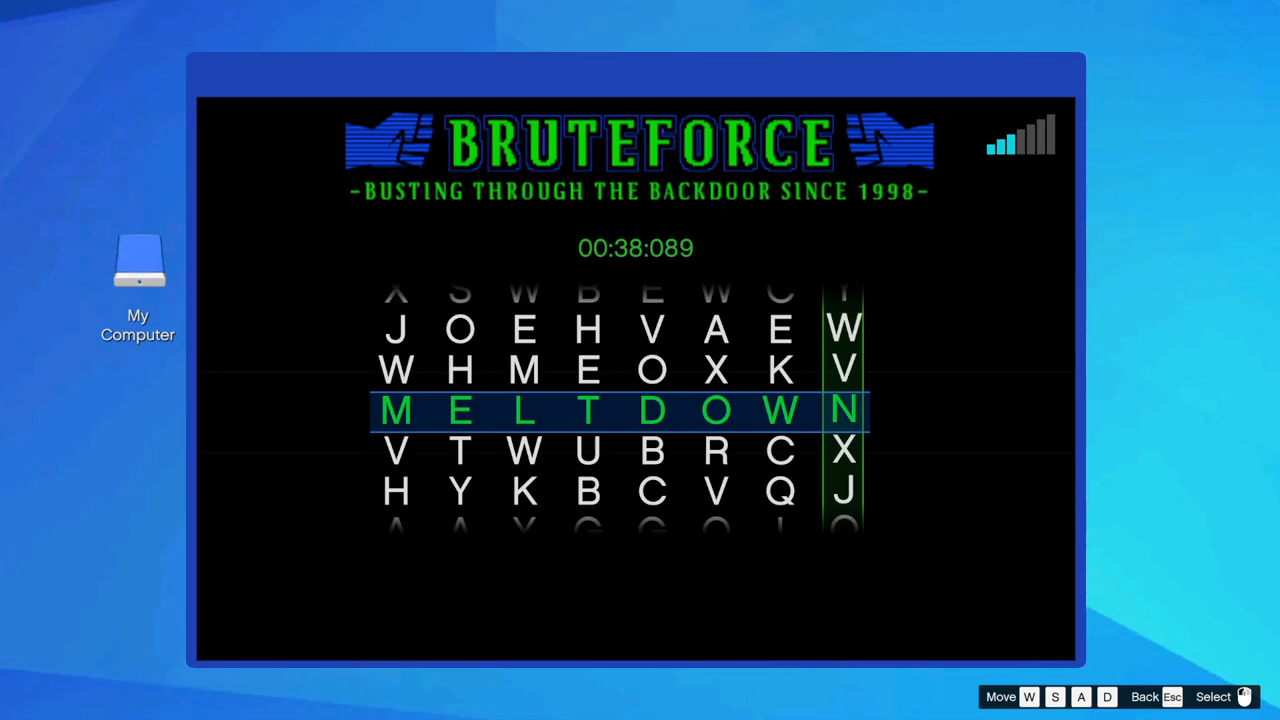 BRUTEFORCE
-BUSTING THROUGH THE BACKDOOR SINCE 1998-
00:38:089
X S W B E W C Y
J O E H V A E W
W H M E O X K V
M E L T D O W N
V T W U B R C X
H Y K B C V Q J
My
Computer
Move W S A D Back Esc Select